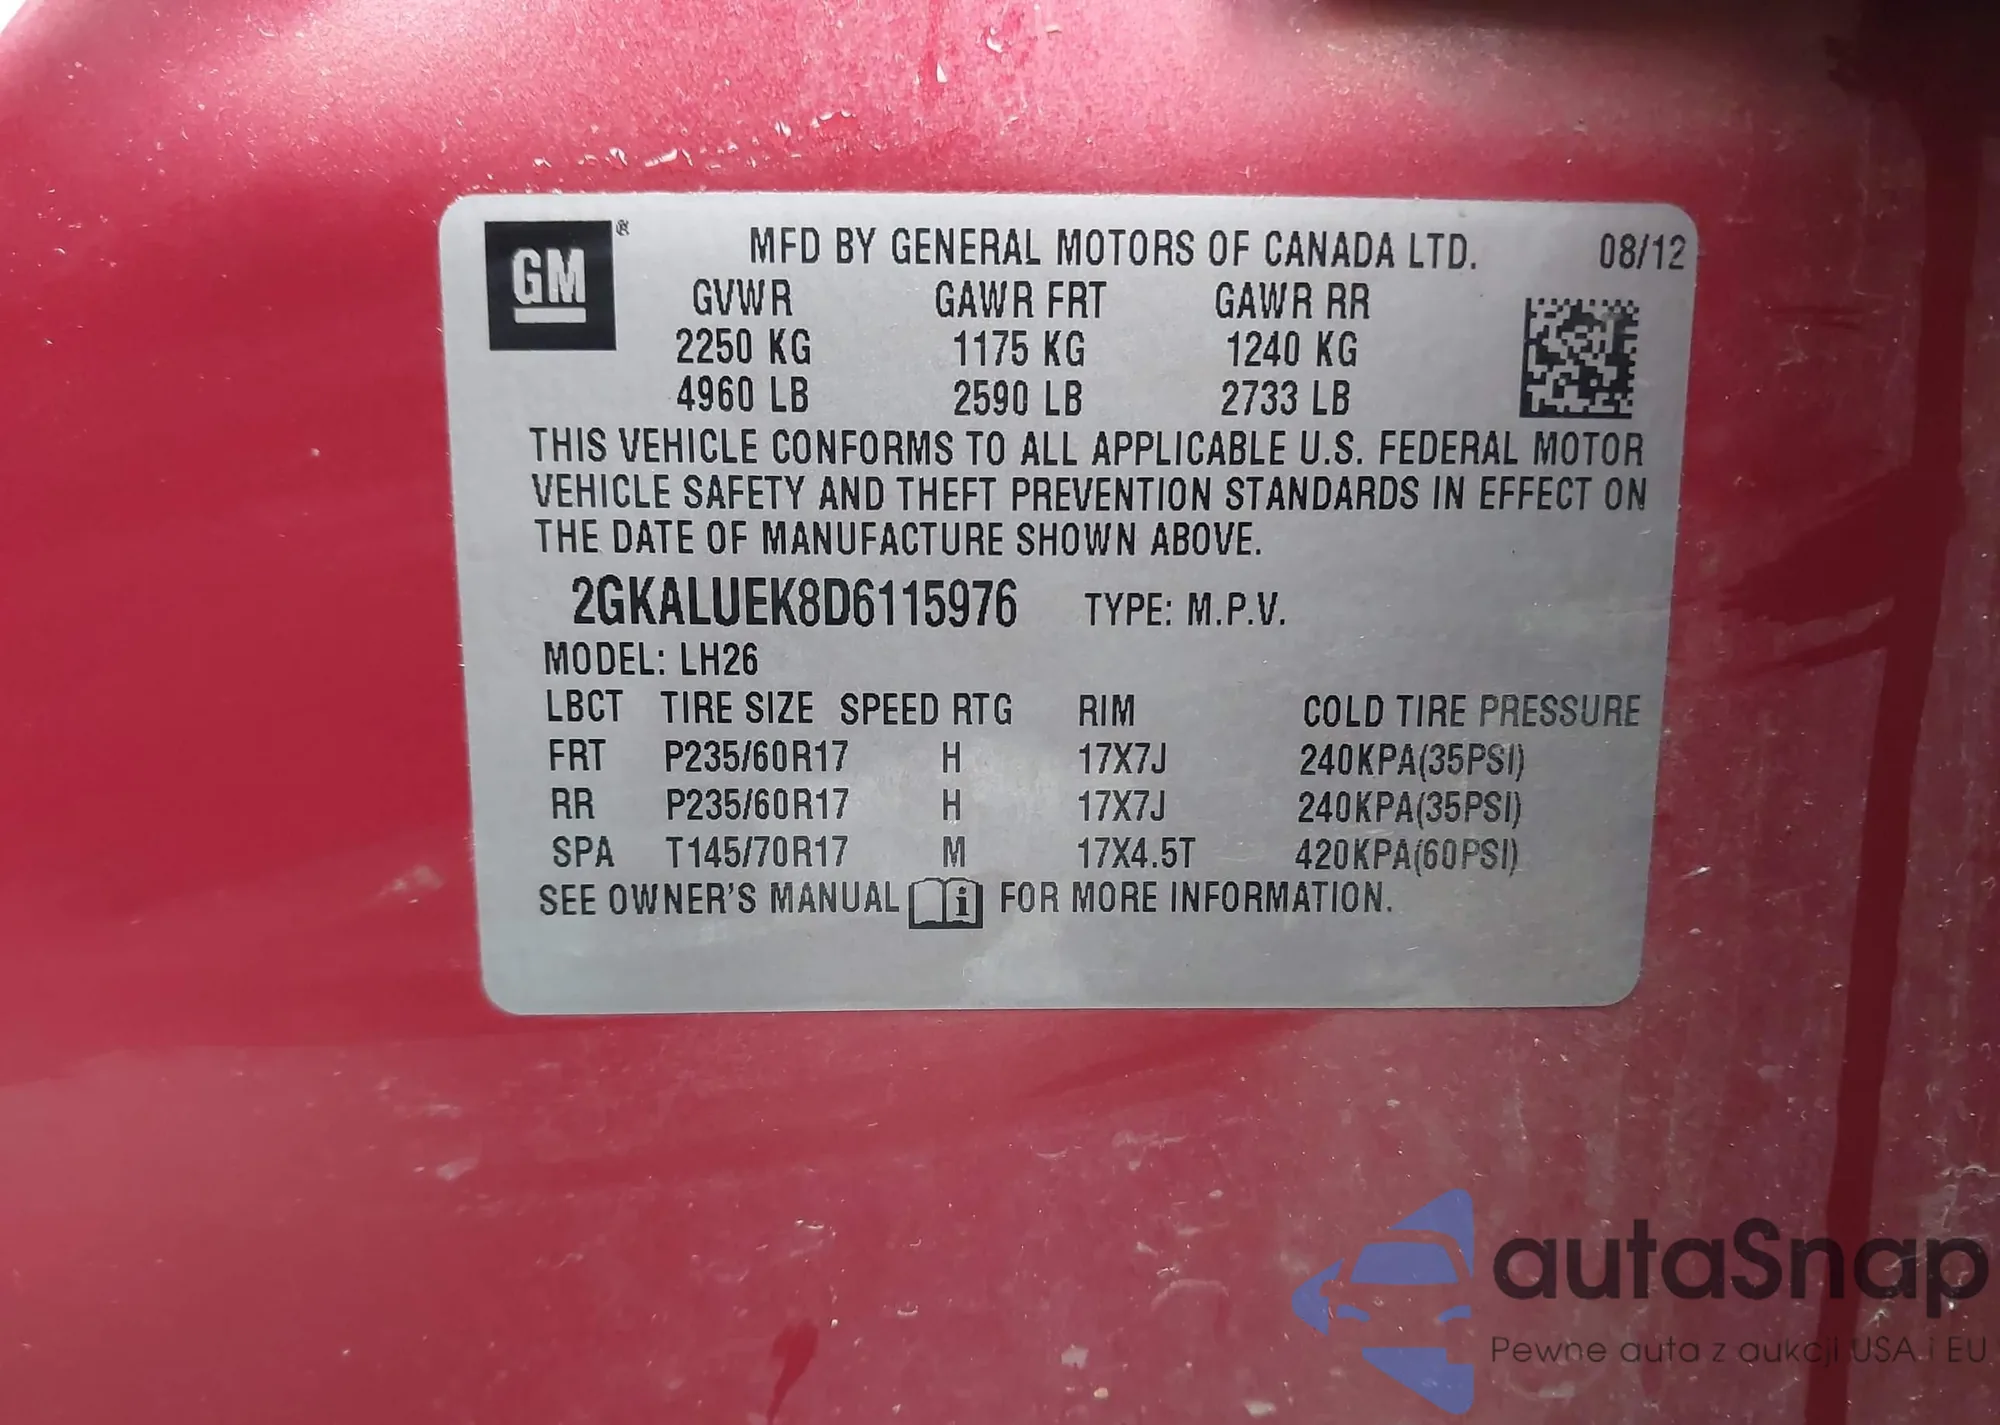 GM®
MFD BY GENERAL MOTORS OF CANADA LTD. 08/12
GVWR GAWR FRT GAWR RR
2250 KG 1175 KG 1240 KG
4960 LB 2590 LB 2733 LB
THIS VEHICLE CONFORMS TO ALL APPLICABLE U.S. FEDERAL MOTOR
VEHICLE SAFETY AND THEFT PREVENTION STANDARDS IN EFFECT ON
THE DATE OF MANUFACTURE SHOWN ABOVE.
2GKALUEK8D6115976 TYPE: M.P.V.
MODEL: LH26
LBCT TIRE SIZE SPEED RTG RIM COLD TIRE PRESSURE
FRT P235/60R17 H 17X7J 240KPA(35PSI)
RR P235/60R17 H 17X7J 240KPA(35PSI)
SPA T145/70R17 M 17X4.5T 420KPA(60PSI)
SEE OWNER'S MANUAL i FOR MORE INFORMATION.
autaSnap
Pewne auta z aukcji USA i EU